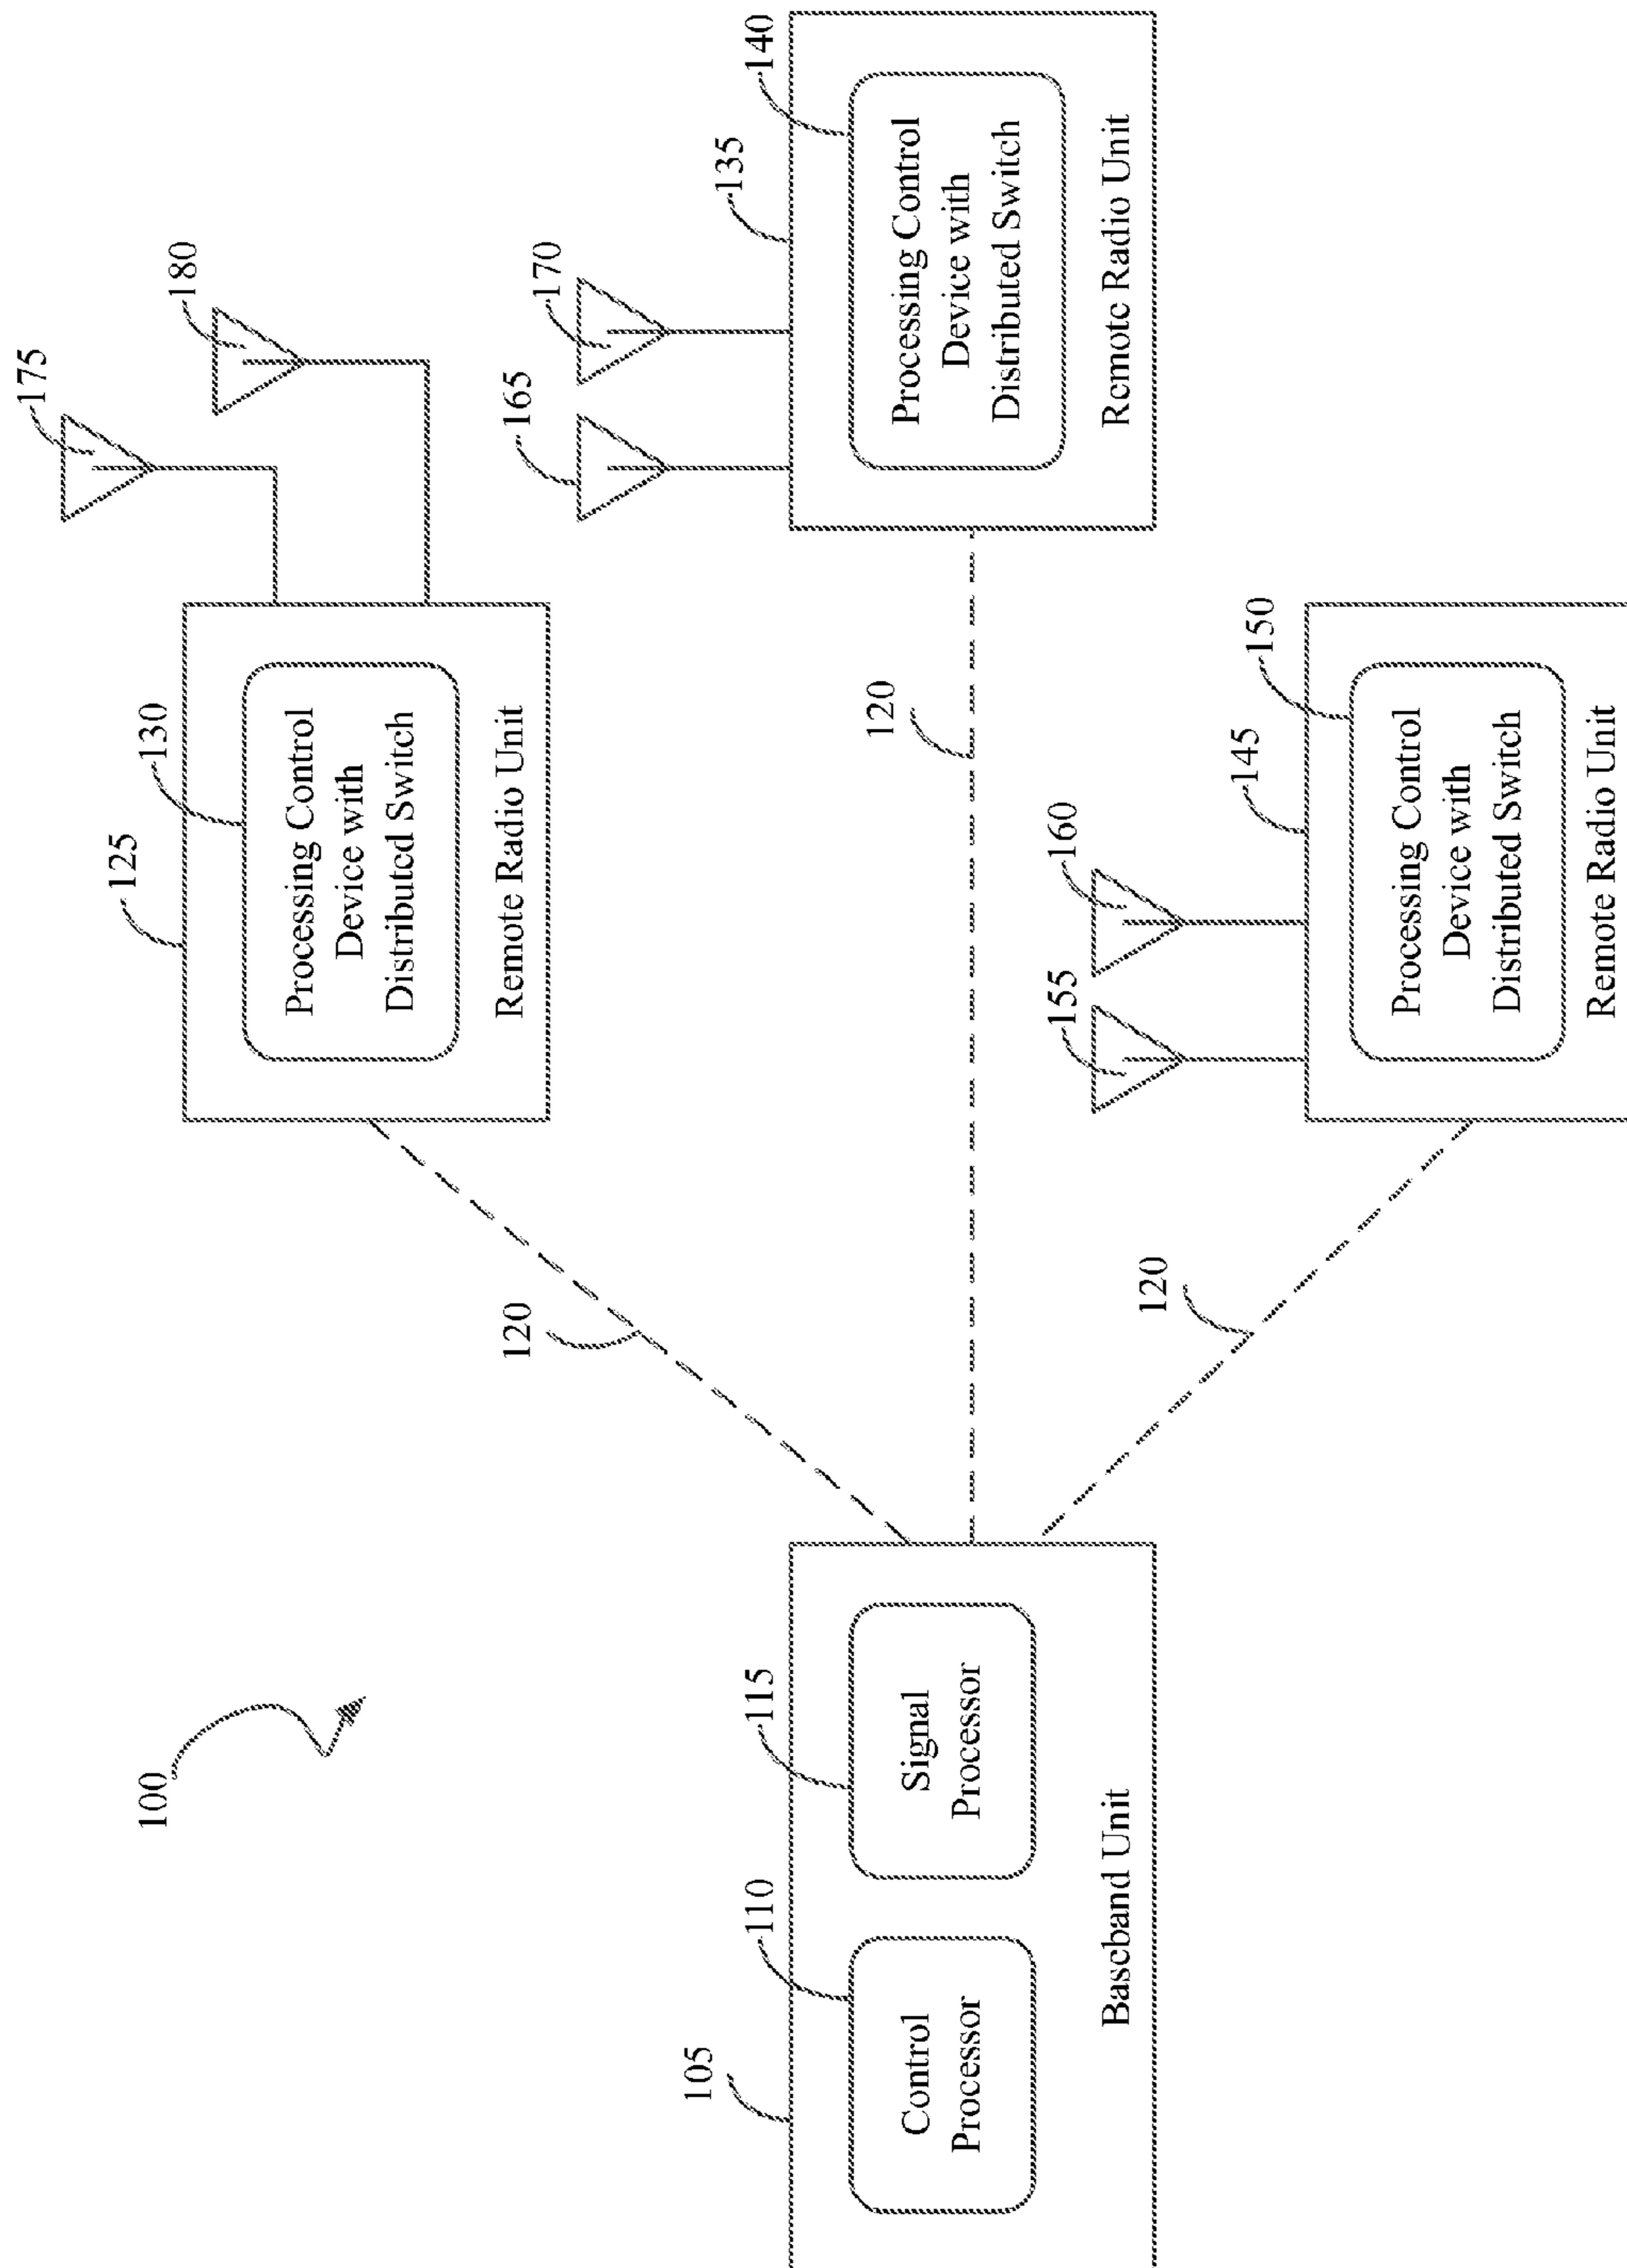 100
105
110
115
Control
Processor
Signal
Processor
Baseband Unit
120
120
120
125
130
Processing Control
Device with
Distributed Switch
Remote Radio Unit
175
180
135
140
Processing Control
Device with
Distributed Switch
Remote Radio Unit
165
170
145
150
Processing Control
Device with
Distributed Switch
Remote Radio Unit
155
160